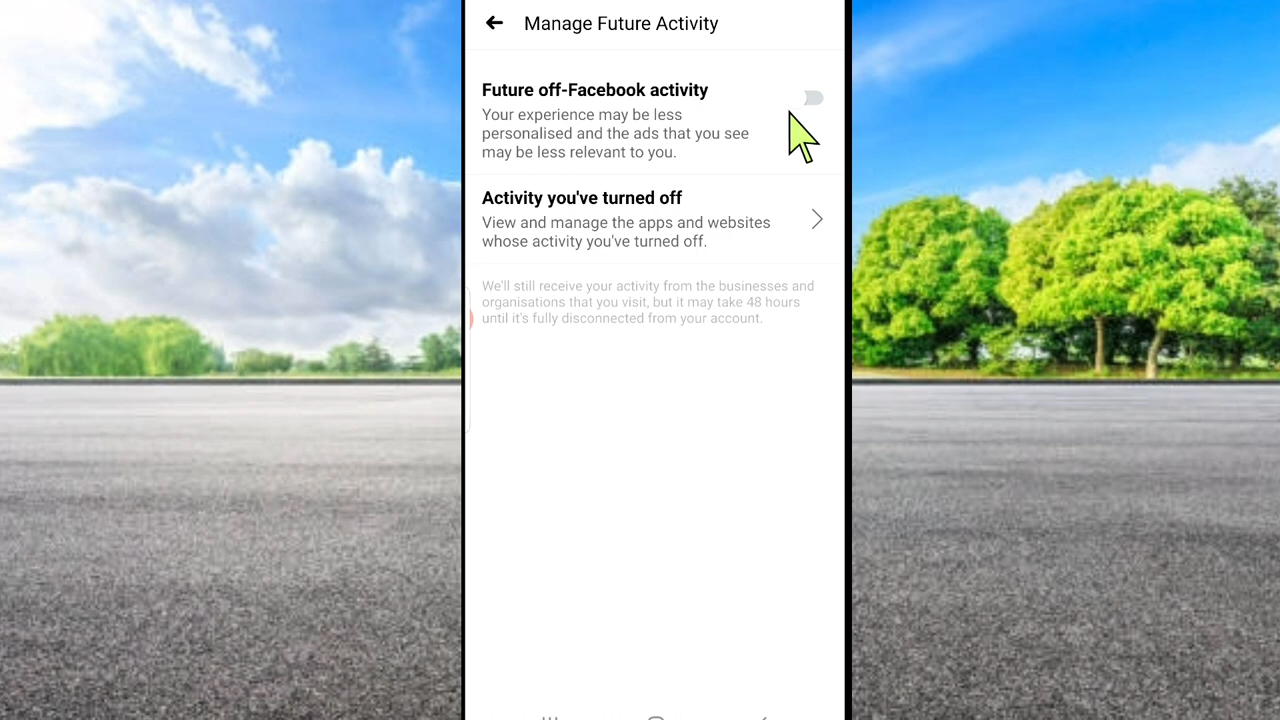 Manage Future Activity
Future off-Facebook activity
Your experience may be less
personalised and the ads that you see
may be less relevant to you.
Activity you've turned off
View and manage the apps and websites
whose activity you've turned off.
We'll still receive your activity from the businesses and
organisations that you visit, but it may take 48 hours
until it's fully disconnected from your account.